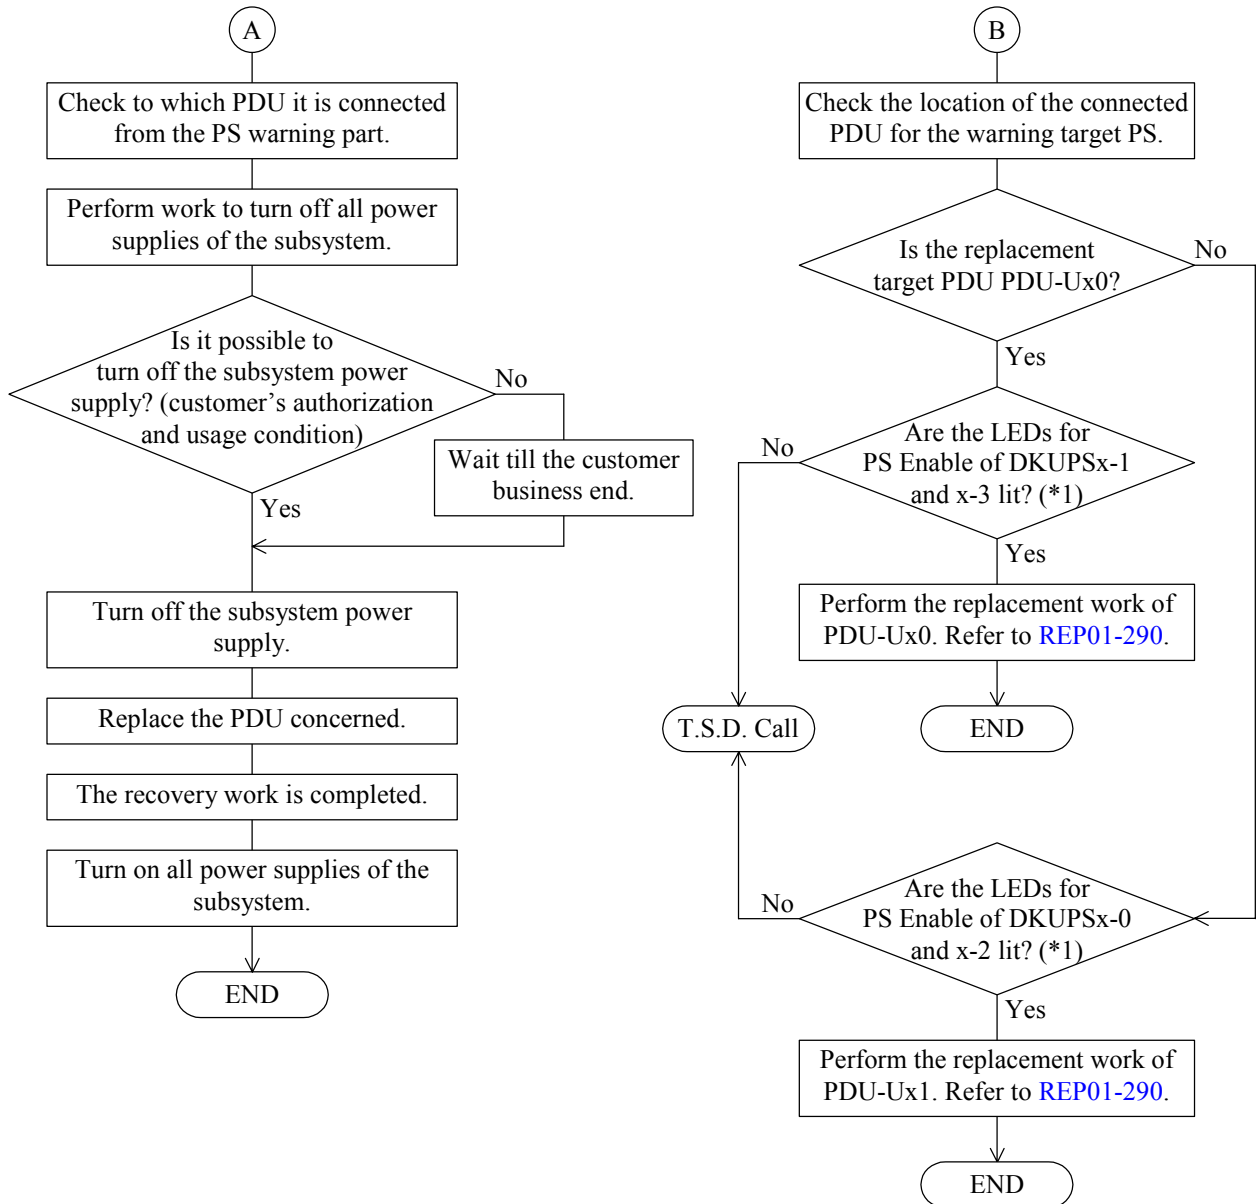 A
Check to which PDU it is connected
from the PS warning part.
Perform work to turn off all power
supplies of the subsystem.
Is it possible to
turn off the subsystem power
supply? (customer’s authorization
and usage condition)
No
Wait till the customer
business end.
Yes
Turn off the subsystem power
supply.
Replace the PDU concerned.
The recovery work is completed.
Turn on all power supplies of the
subsystem.
END
B
Check the location of the connected
PDU for the warning target PS.
Is the replacement
target PDU PDU-Ux0?
No
Yes
Are the LEDs for
PS Enable of DKUPSx-1
and x-3 lit? (*1)
No
Yes
Perform the replacement work of
PDU-Ux0. Refer to REP01-290.
T.S.D. Call
END
Are the LEDs for
PS Enable of DKUPSx-0
and x-2 lit? (*1)
No
Yes
Perform the replacement work of
PDU-Ux1. Refer to REP01-290.
END